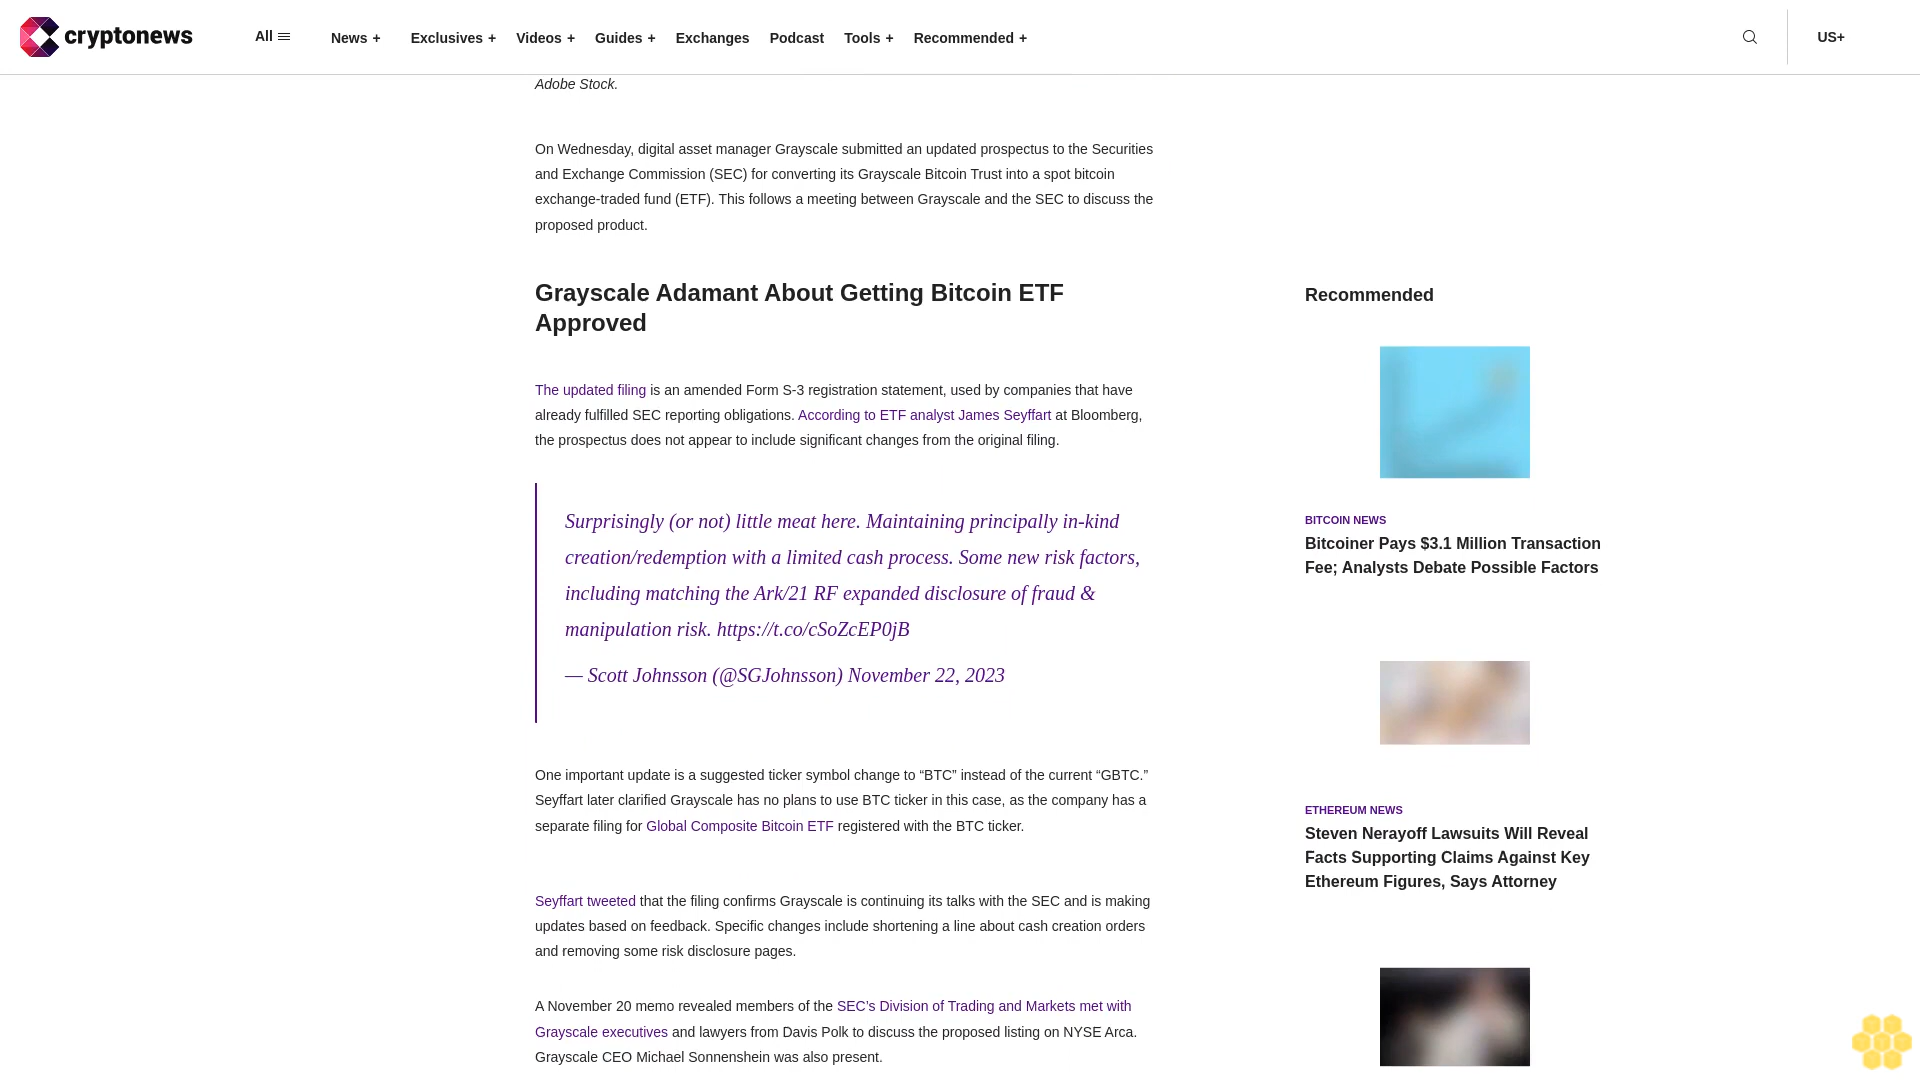 cryptonews
All
News +
Exclusives +
Videos +
Guides +
Exchanges
Podcast
Tools +
Recommended +
US+
Adobe Stock.
On Wednesday, digital asset manager Grayscale submitted an updated prospectus to the Securities
and Exchange Commission (SEC) for converting its Grayscale Bitcoin Trust into a spot bitcoin
exchange-traded fund (ETF). This follows a meeting between Grayscale and the SEC to discuss the
proposed product.
Grayscale Adamant About Getting Bitcoin ETF
Approved
The updated filing is an amended Form S-3 registration statement, used by companies that have
already fulfilled SEC reporting obligations. According to ETF analyst James Seyffart at Bloomberg,
the prospectus does not appear to include significant changes from the original filing.
Surprisingly (or not) little meat here. Maintaining principally in-kind
creation/redemption with a limited cash process. Some new risk factors,
including matching the Ark/21 RF expanded disclosure of fraud &
manipulation risk. https://t.co/cSoZcEP0jB
— Scott Johnsson (@SGJohnsson) November 22, 2023
One important update is a suggested ticker symbol change to “BTC” instead of the current “GBTC.”
Seyffart later clarified Grayscale has no plans to use BTC ticker in this case, as the company has a
separate filing for Global Composite Bitcoin ETF registered with the BTC ticker.
Seyffart tweeted that the filing confirms Grayscale is continuing its talks with the SEC and is making
updates based on feedback. Specific changes include shortening a line about cash creation orders
and removing some risk disclosure pages.
A November 20 memo revealed members of the SEC’s Division of Trading and Markets met with
Grayscale executives and lawyers from Davis Polk to discuss the proposed listing on NYSE Arca.
Grayscale CEO Michael Sonnenshein was also present.
Recommended
BITCOIN NEWS
Bitcoiner Pays $3.1 Million Transaction
Fee; Analysts Debate Possible Factors
ETHEREUM NEWS
Steven Nerayoff Lawsuits Will Reveal
Facts Supporting Claims Against Key
Ethereum Figures, Says Attorney